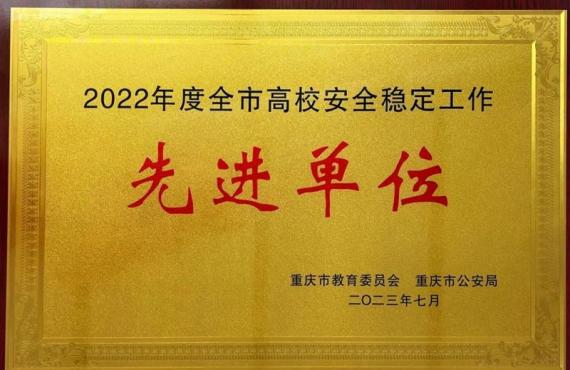 2022年度全市高校安全稳定工作
先进单位
重庆市教育委员会 重庆市公安局
二〇二三年七月